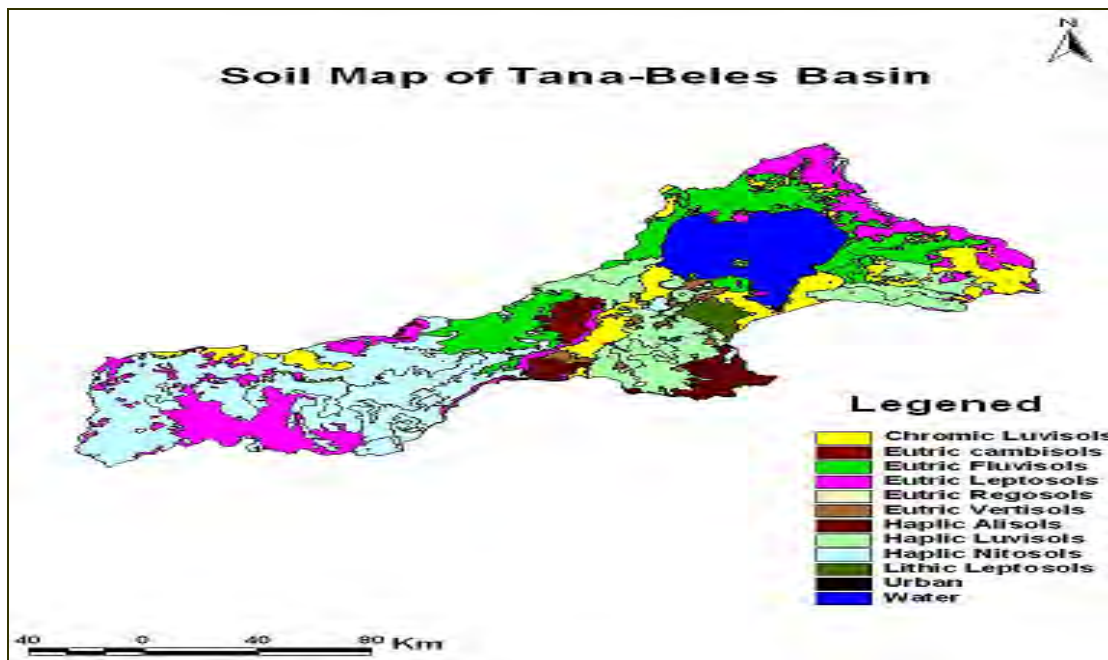 N
Soil Map of Tana-Beles Basin
Legened
Chromic Luvisols
Eutric cambisols
Eutric Fluvisols
Eutric Leptosols
Eutric Regosols
Eutric Vertisols
Haplic Alisols
Haplic Luvisols
Haplic Nitosols
Lithic Leptosols
Urban
Water
40 0 40 80 Km